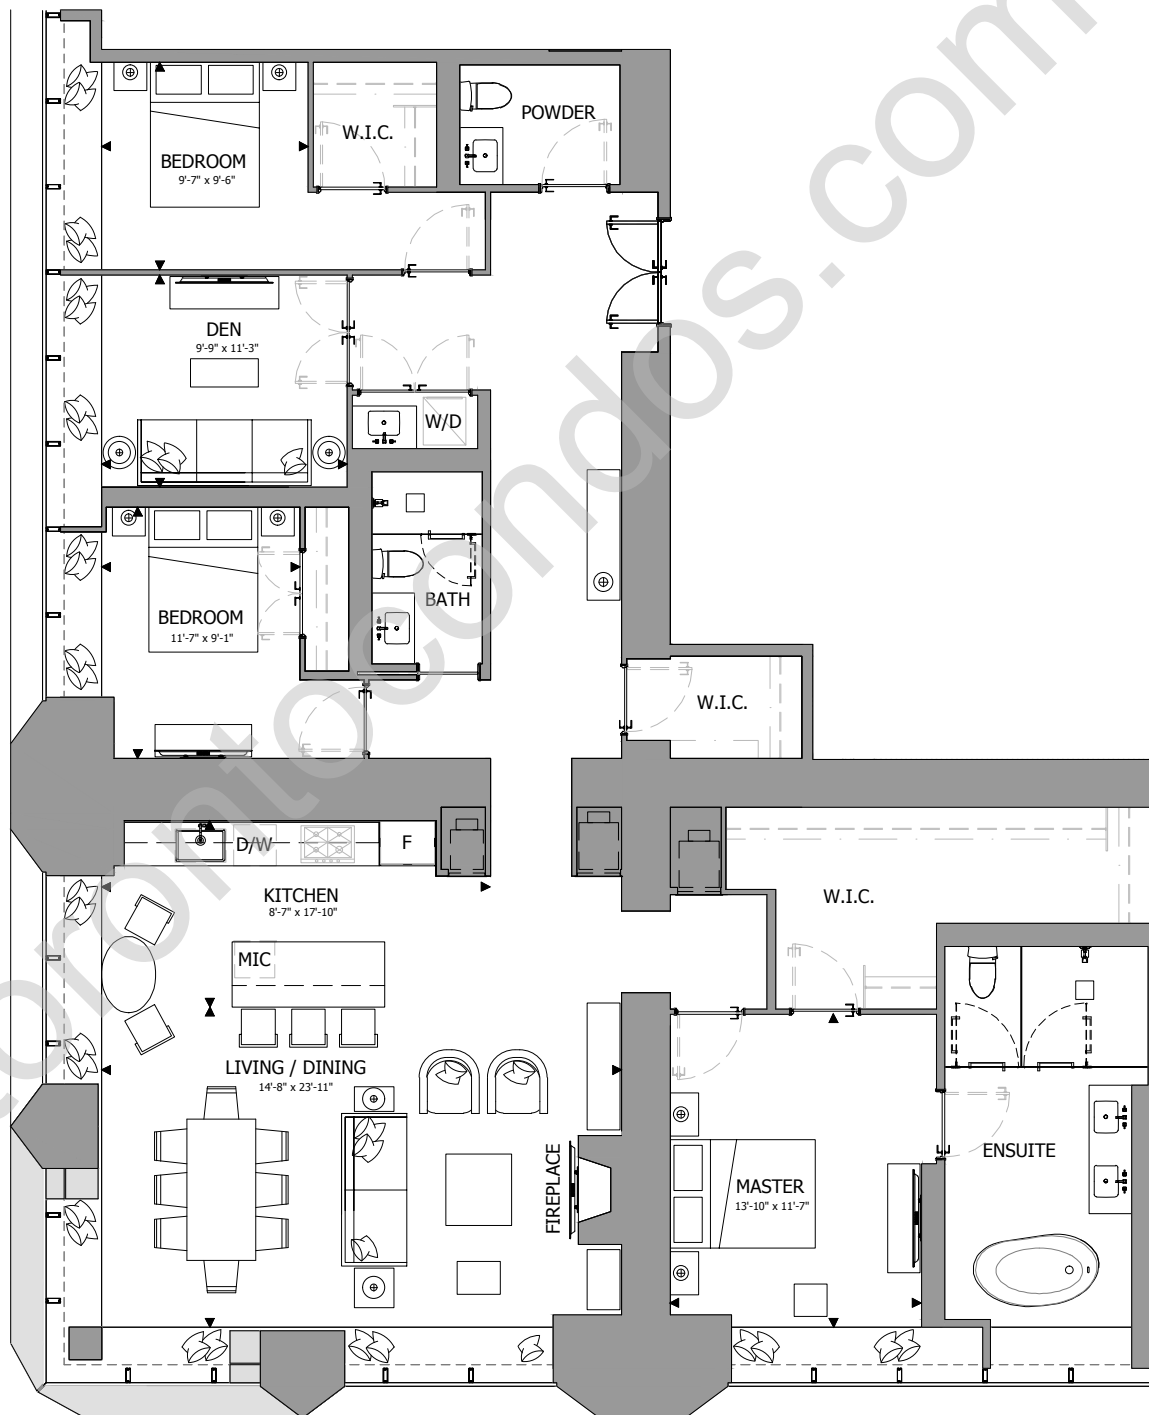 POWDER
W.I.C.
BEDROOM
9'-7" x 9'-6"
DEN
9'-9" x 11'-3"
W/D
BATH
BEDROOM
11'-7" x 9'-1"
W.I.C.
D/W
F
KITCHEN
8'-7" x 17'-10"
W.I.C.
MIC
LIVING / DINING
14'-8" x 23'-11"
FIREPLACE
ENSUITE
MASTER
13'-10" x 11'-7"
torontocondos.com